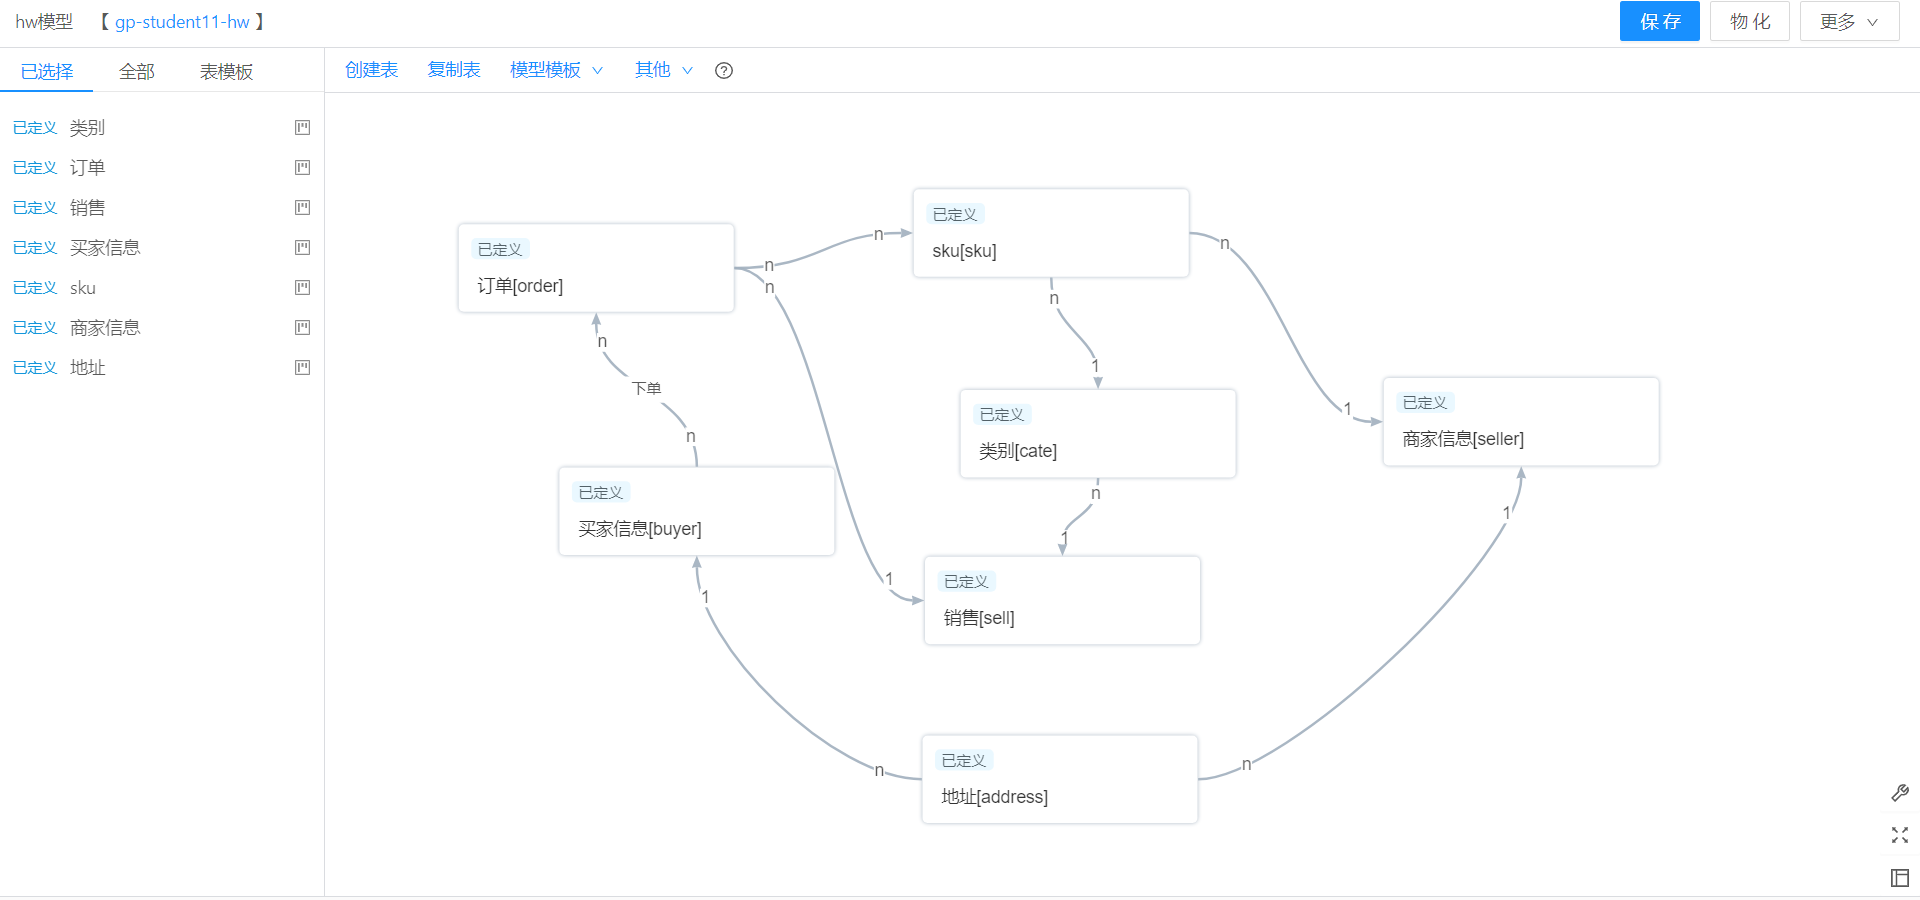 hw模型 【 gp-student11-hw 】
保 存
物 化
更多
已选择
全部
表模板
创建表
复制表
模型模板
其他
已定义 类别
已定义 订单
已定义 销售
已定义 买家信息
已定义 sku
已定义 商家信息
已定义 地址
已定义
sku[sku]
已定义
订单[order]
n
n
n
n
n
n
1
已定义
类别[cate]
已定义
商家信息[seller]
1
n
下单
n
已定义
买家信息[buyer]
n
1
1
已定义
销售[sell]
1
1
n
n
已定义
地址[address]